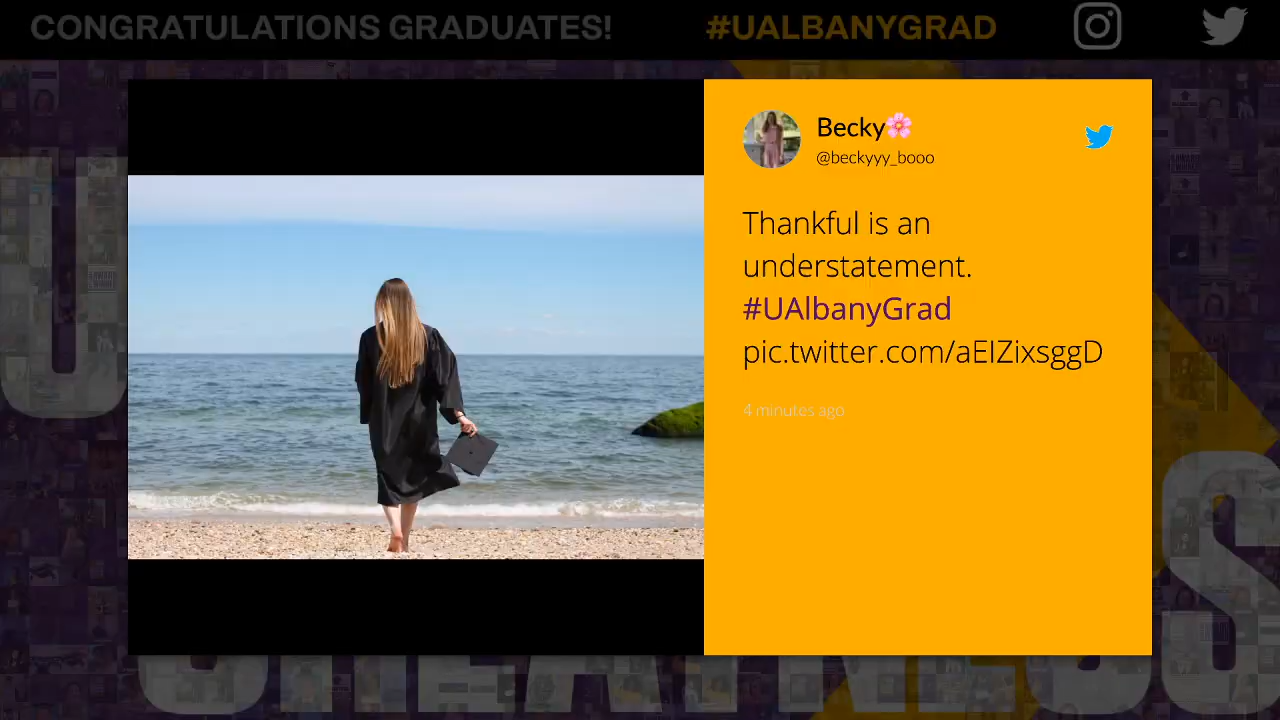 CONGRATULATIONS GRADUATES!
#UALBANYGRAD
Becky🌸
@beckyyy_booo
Thankful is an
understatement.
#UAlbanyGrad
pic.twitter.com/aEIZixsggD
4 minutes ago